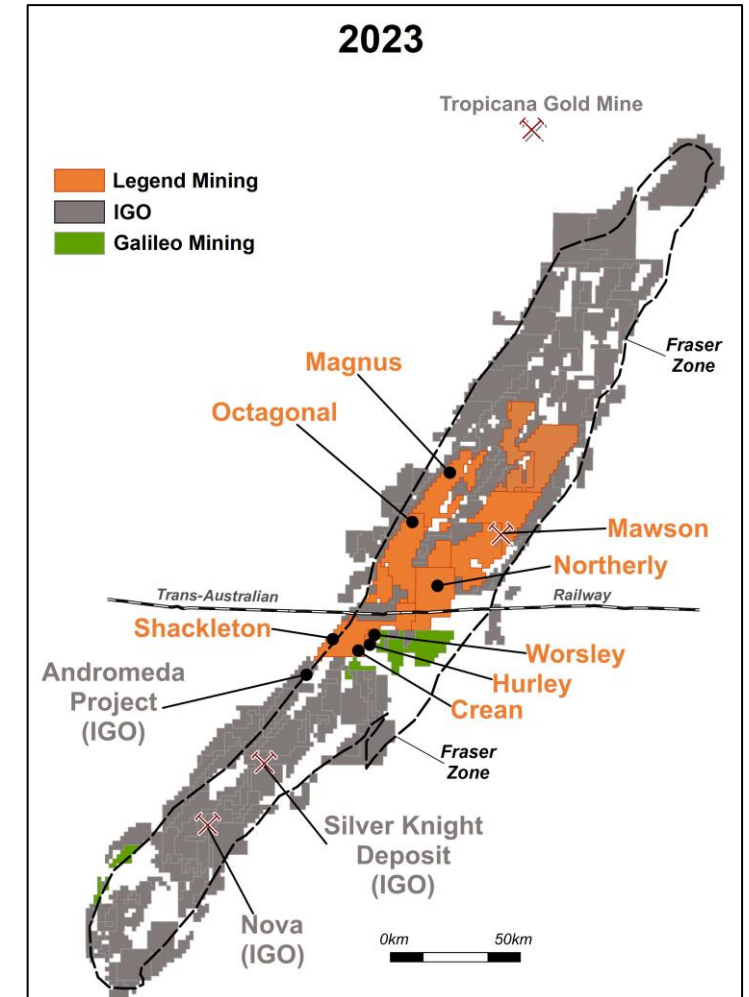 2023
Tropicana Gold Mine
Legend Mining
IGO
Galileo Mining
Fraser
Zone
Magnus
Octagonal
Mawson
Northerly
Trans-Australian
Railway
Shackleton
Worsley
Hurley
Crean
Andromeda
Project
(IGO)
Fraser
Zone
Silver Knight
Deposit
(IGO)
Nova
(IGO)
0km
50km